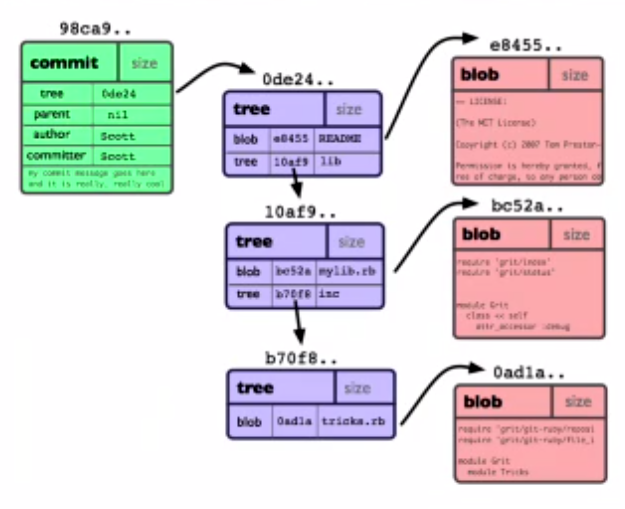 98ca9..
commit size
tree 0de24
parent nil
author Scott
committer Scott
my commit message goes here
and it is really, really cool
0de24..
tree size
blob e8455 README
tree 10af9 lib
10af9..
tree size
blob bc52a mylib.rb
tree b70f8 inc
b70f8..
tree size
blob 0ad1a tricks.rb
e8455..
blob size
== LICENSE:
(The MIT License)
Copyright (c) 2007 Tom Preston-
Permission is hereby granted, f
ree of charge, to any person co
bc52a..
blob size
require 'grit/index'
require 'grit/status'
module Grit
class << self
attr_accessor :debug
0ad1a..
blob size
require 'grit/git-ruby/reposi
require 'grit/git-ruby/file_i
module Grit
module Tricks